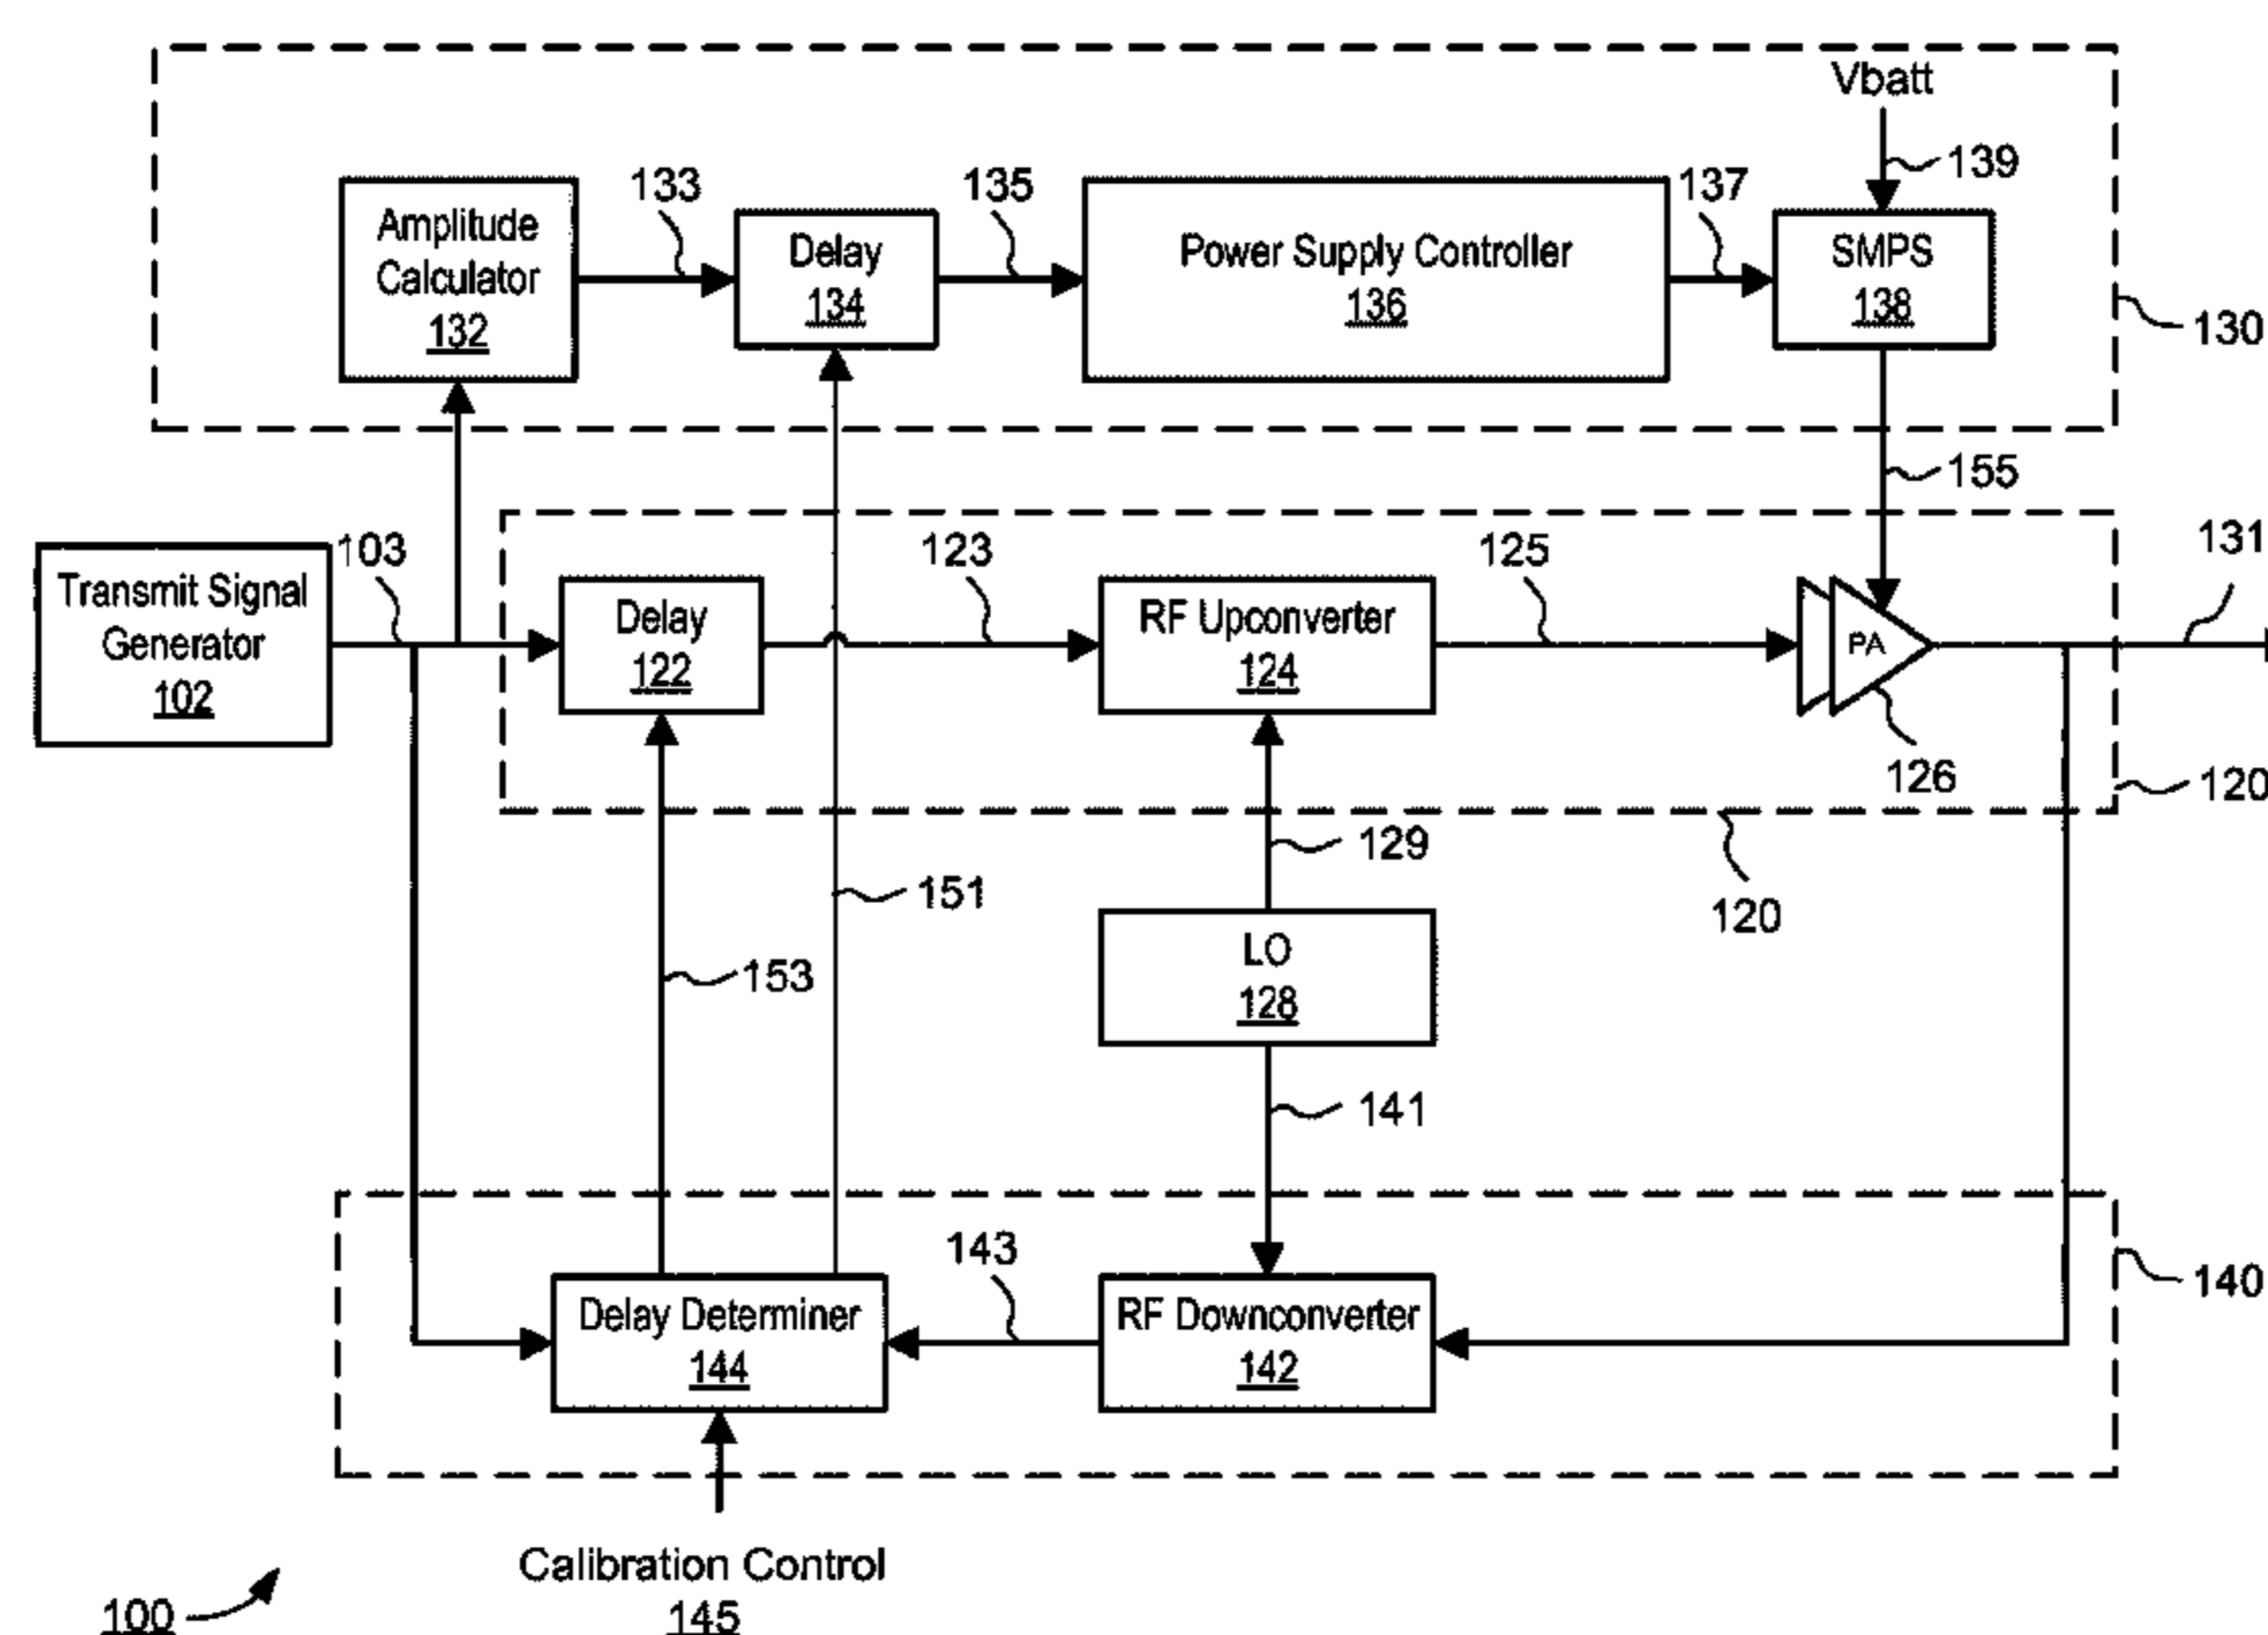 Vbatt
139
133
135
137
Amplitude
Calculator
132
Delay
134
Power Supply Controller
136
SMPS
138
130
155
131
103
123
125
Transmit Signal
Generator
102
Delay
122
RF Upconverter
124
PA
126
120
129
120
151
153
LO
128
141
143
140
Delay Determiner
144
RF Downconverter
142
Calibration Control
145
100